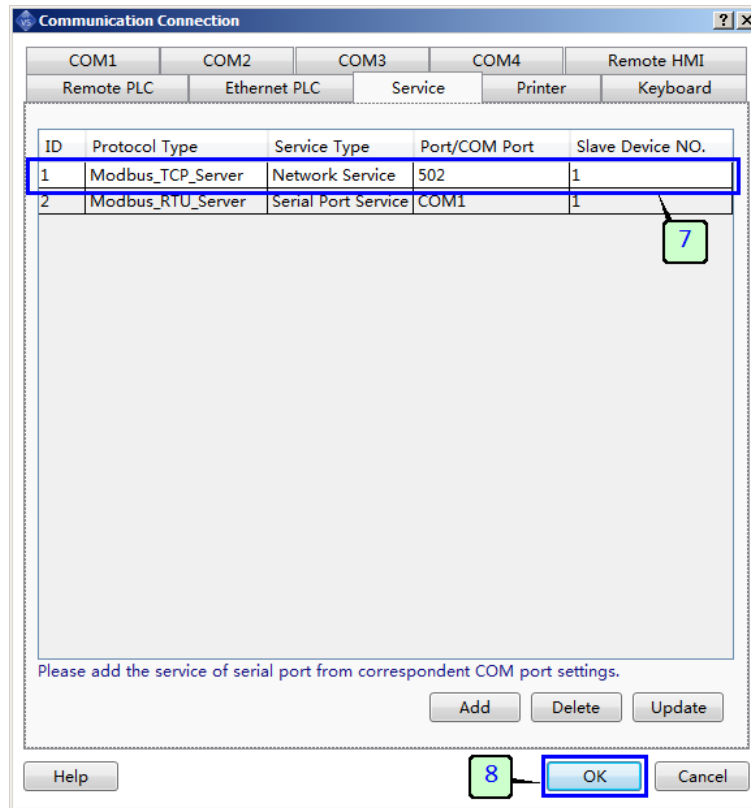 Communication Connection
COM1 COM2 COM3 COM4 Remote HMI
Remote PLC Ethernet PLC Service Printer Keyboard
ID Protocol Type Service Type Port/COM Port Slave Device NO.
1 Modbus_TCP_Server Network Service 502 1
2 Modbus_RTU_Server Serial Port Service COM1 1
7
Please add the service of serial port from correspondent COM port settings.
Add Delete Update
Help 8 OK Cancel